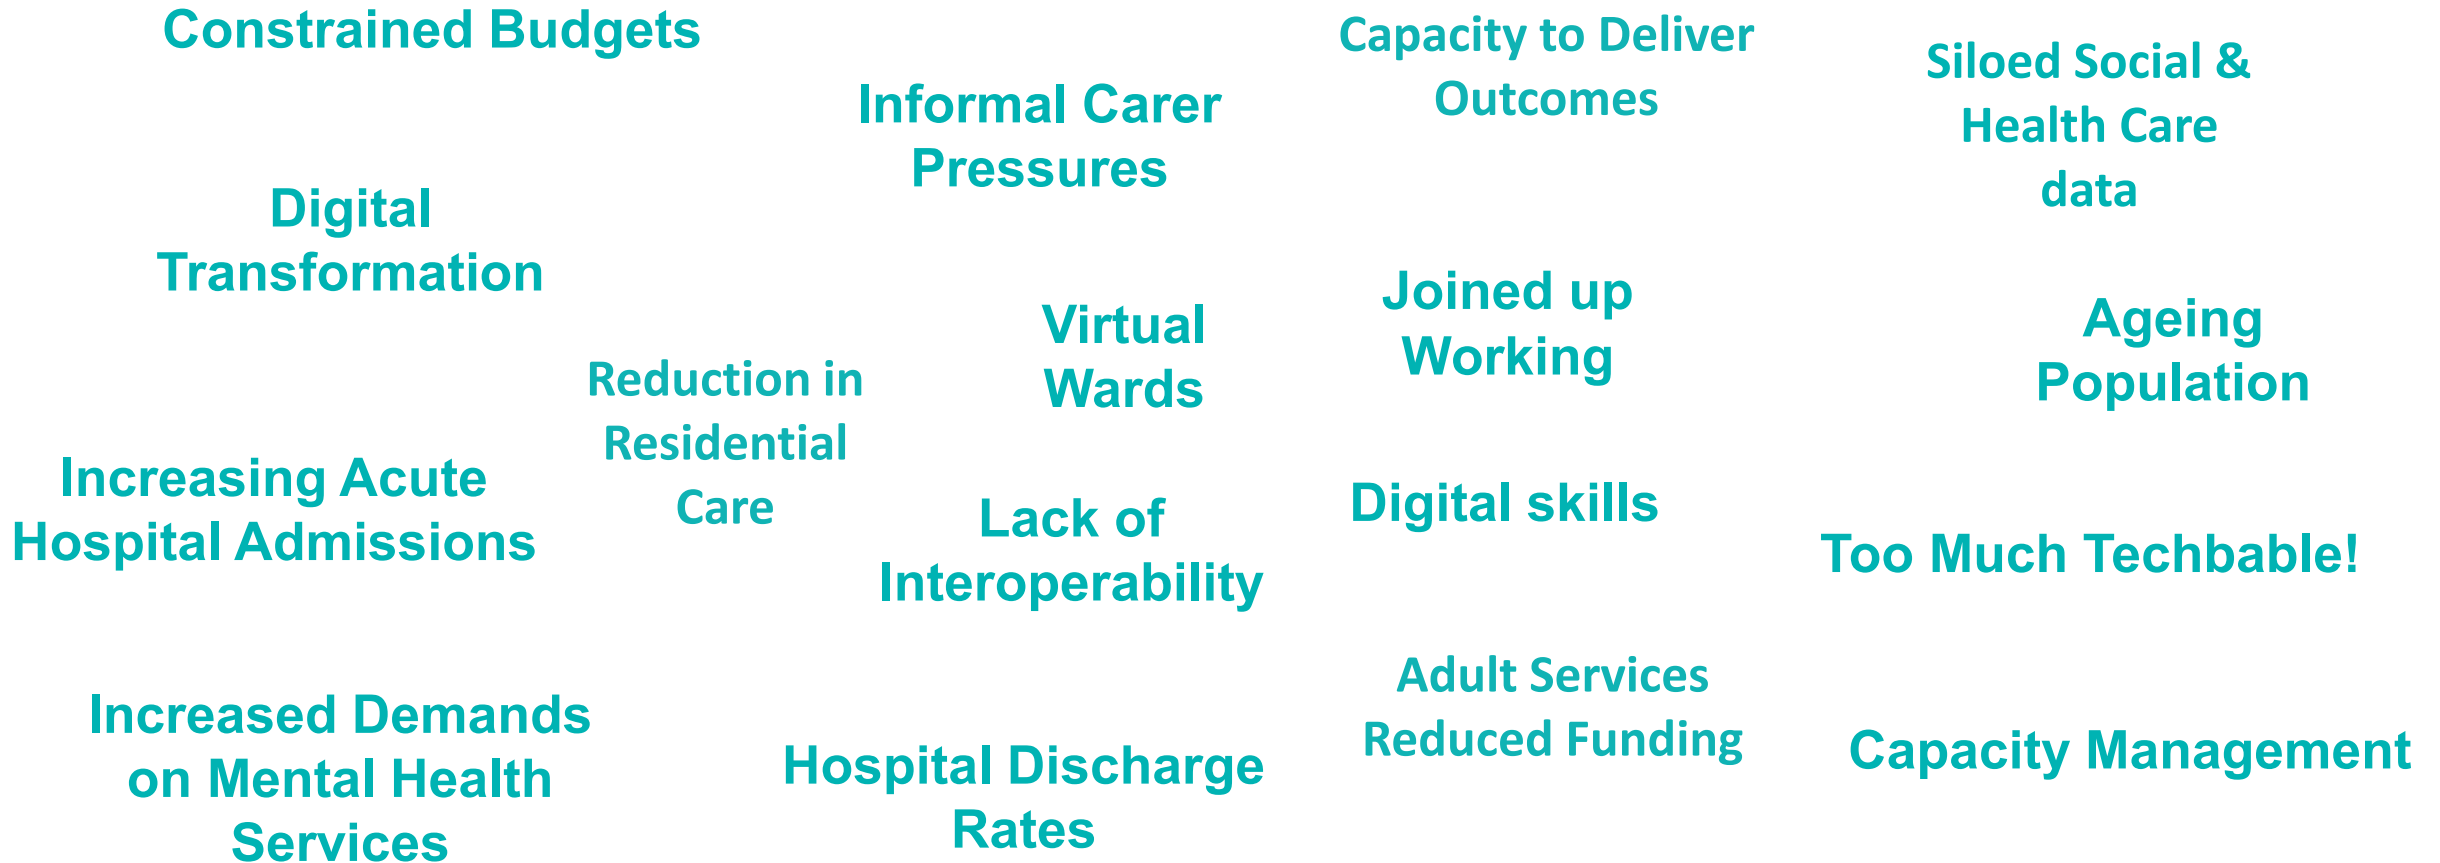 Constrained Budgets
Informal Carer
Pressures
Capacity to Deliver
Outcomes
Siloed Social &
Health Care
data
Digital
Transformation
Reduction in
Residential
Care
Virtual
Wards
Joined up
Working
Ageing
Population
Increasing Acute
Hospital Admissions
Lack of
Interoperability
Digital skills
Too Much Techbable!
Increased Demands
on Mental Health
Services
Hospital Discharge
Rates
Adult Services
Reduced Funding
Capacity Management